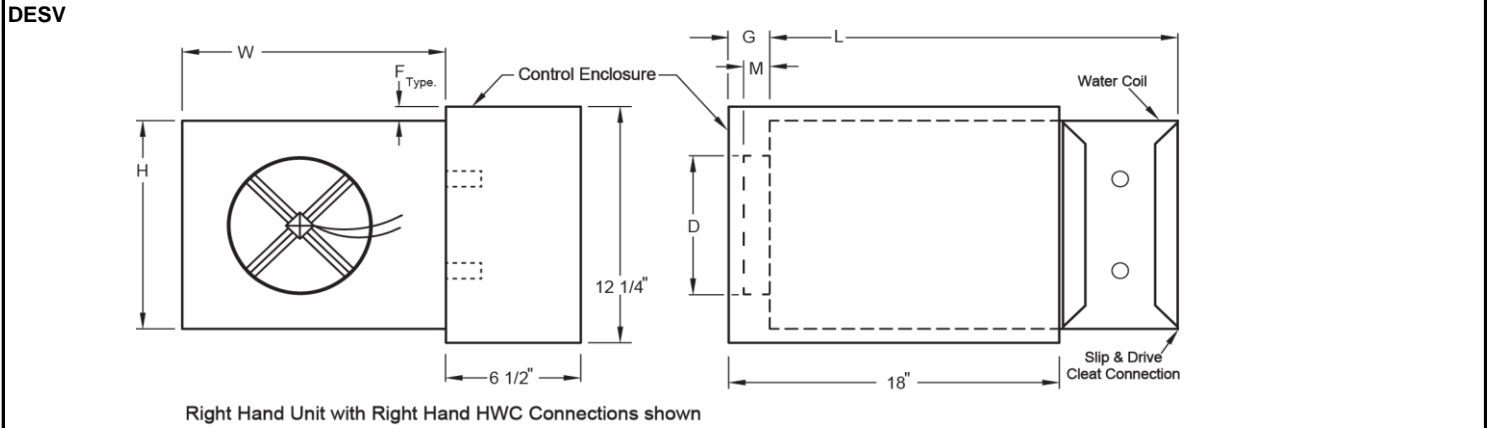 DESV
W
F Type.
Control Enclosure
G
L
M
Water Coil
H
D
12 1/4"
6 1/2"
18"
Slip & Drive
Cleat Connection
Right Hand Unit with Right Hand HWC Connections shown